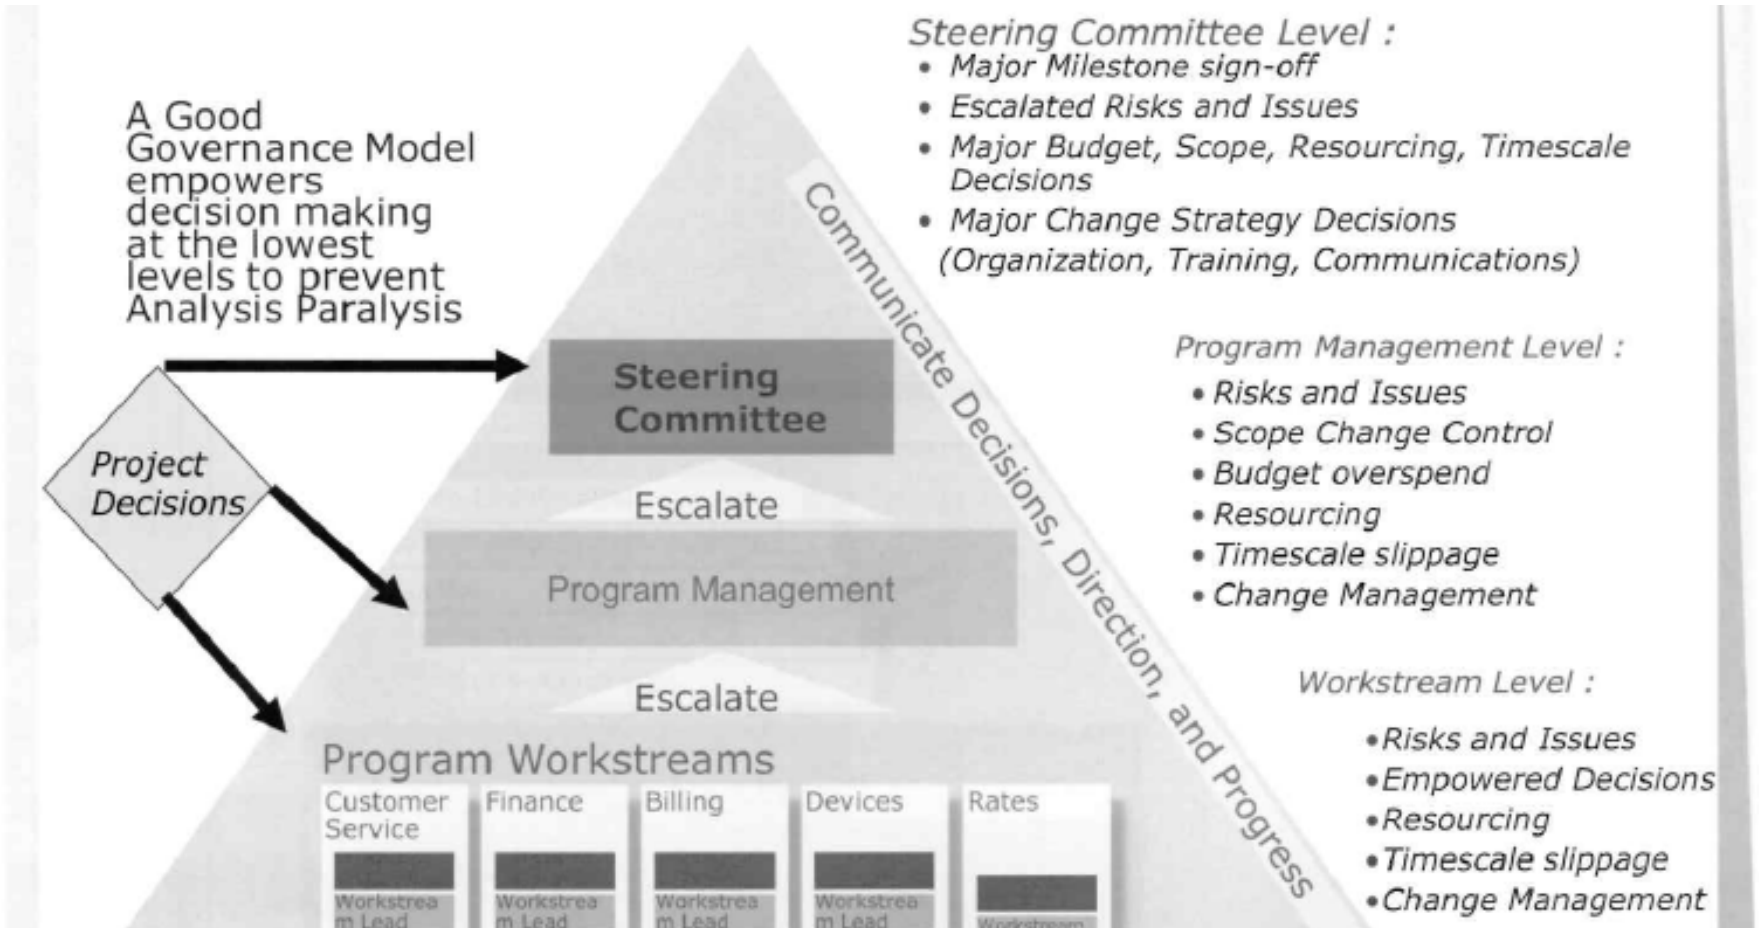 A Good
Governance Model
empowers
decision making
at the lowest
levels to prevent
Analysis Paralysis
Project
Decisions
Steering
Committee
Escalate
Program Management
Escalate
Program Workstreams
Customer
Service
Workstrea
m Lead
Finance
Workstrea
m Lead
Billing
Workstrea
m Lead
Devices
Workstrea
m Lead
Rates
Workstream
Communicate Decisions, Direction, and Progress
Steering Committee Level :
• Major Milestone sign-off
• Escalated Risks and Issues
• Major Budget, Scope, Resourcing, Timescale
Decisions
• Major Change Strategy Decisions
(Organization, Training, Communications)
Program Management Level :
• Risks and Issues
• Scope Change Control
• Budget overspend
• Resourcing
• Timescale slippage
• Change Management
Workstream Level :
•Risks and Issues
•Empowered Decisions
•Resourcing
•Timescale slippage
•Change Management